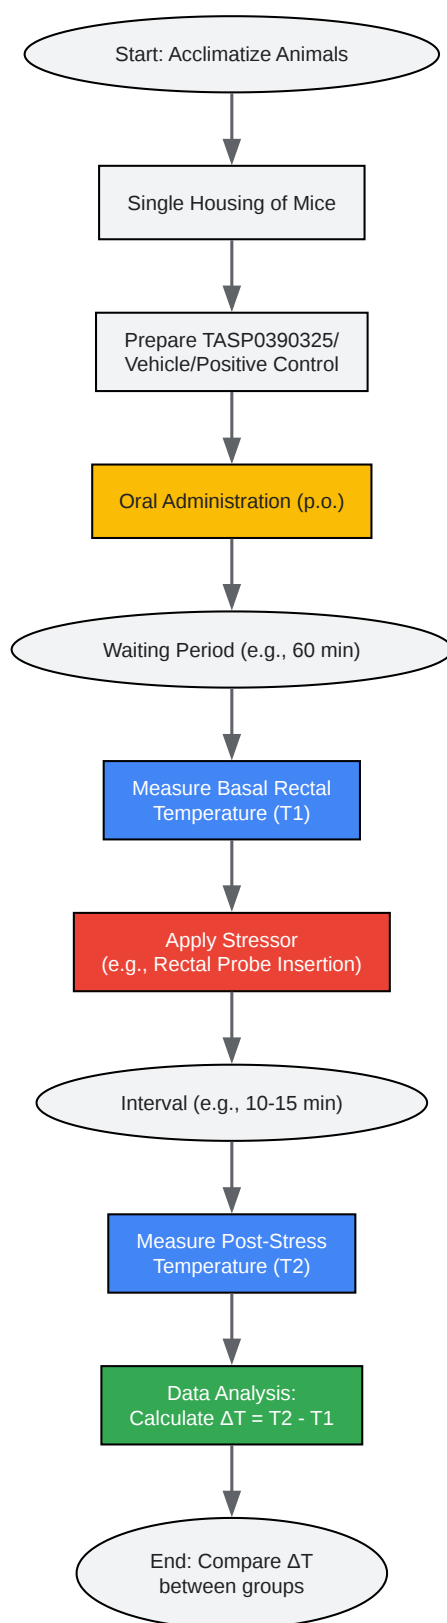 Start: Acclimatize Animals
Single Housing of Mice
Prepare TASP0390325/
Vehicle/Positive Control
Oral Administration (p.o.)
Waiting Period (e.g., 60 min)
Measure Basal Rectal
Temperature (T1)
Apply Stressor
(e.g., Rectal Probe Insertion)
Interval (e.g., 10-15 min)
Measure Post-Stress
Temperature (T2)
Data Analysis:
Calculate ΔT = T2 - T1
End: Compare ΔT
between groups